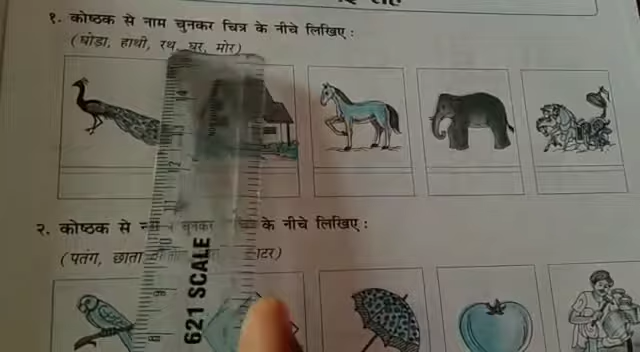 १. कोष्ठक से नाम चुनकर चित्र के नीचे लिखिए :
(घोडा, हाथी, रथ, घर, मोर)
२. कोष्ठक से चुनकर के नीचे लिखिए :
(पतंग, छाता
621 SCALE